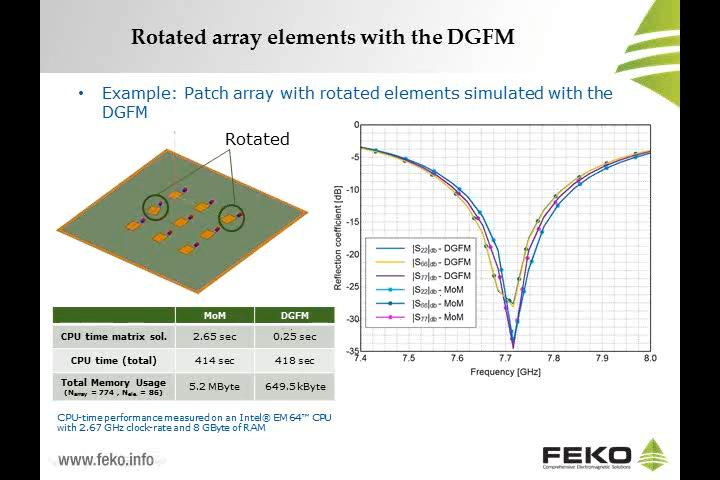 Rotated array elements with the DGFM
• Example: Patch array with rotated elements simulated with the
DGFM
Rotated
MoM DGFM
CPU time matrix sol. 2.65 sec 0.25 sec
CPU time (total) 414 sec 418 sec
Total Memory Usage 5.2 MByte 649.5 kByte
(Narray = 774 , Nele. = 86)
CPU-time performance measured on an Intel® EM64™ CPU
with 2.67 GHz clock-rate and 8 GByte of RAM
Reflection coefficient [dB]
0
-5
-10
-15
-20
-25
-30
-35
|S22|db - DGFM
|S66|db - DGFM
|S77|db - DGFM
|S22|db - MoM
|S66|db - MoM
|S77|db - MoM
7.4 7.5 7.6 7.7 7.8 7.9 8.0
Frequency [GHz]
www.feko.info
FEKO
Comprehensive Electromagnetic Solutions